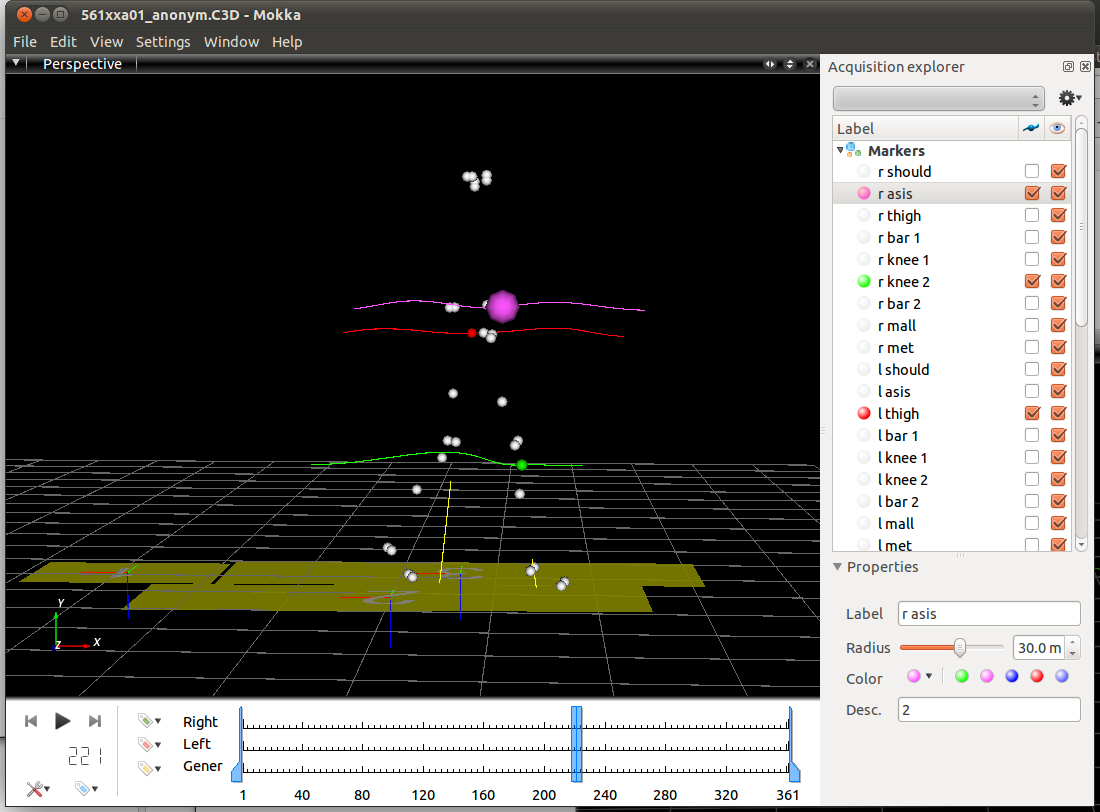 561xxa01_anonym.C3D - Mokka
File Edit View Settings Window Help
Perspective
Acquisition explorer
Label
Markers
r should
r asis
r thigh
r bar 1
r knee 1
r knee 2
r bar 2
r mall
r met
l should
l asis
l thigh
l bar 1
l knee 1
l knee 2
l bar 2
l mall
l met
Properties
Label r asis
Radius 30.0 m
Color
Desc. 2
Y
Z X
Right
Left
221
Gener
1 40 80 120 160 200 240 280 320 361